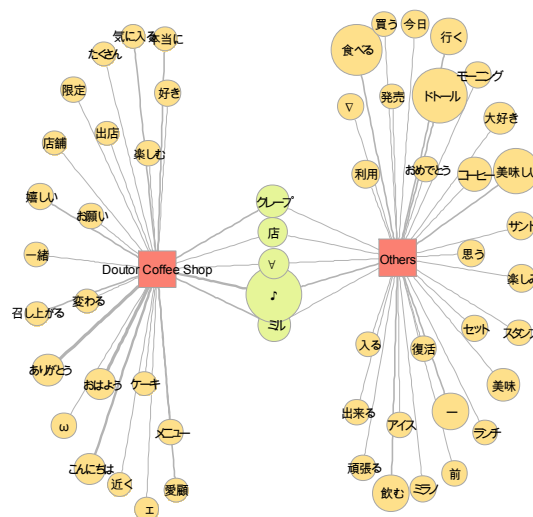 気に入る
本当に
たくさん
限定
好き
出店
店舗
楽しむ
嬉しい
お願い
一緒
Doutor Coffee Shop
変わる
召し上がる
ありがとう
おはよう
ケーキ
ω
メニュー
こんにちは
近く
愛顧
ェ
クレープ
店
∀
♪
ミル
買う
今日
食べる
行く
モーニング
発売
ドトール
∇
大好き
利用
おめでとう
コーヒー
美味しい
サンド
Others
思う
楽しみ
入る
復活
セット
スタンプ
美味
出来る
アイス
ー
ランチ
頑張る
飲む
ミラノ
前